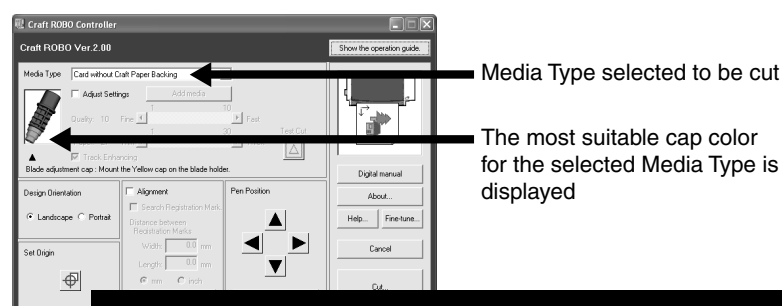 Craft ROBO Controller
Craft ROBO Ver.2.00
Show the operation guide.
Media Type
Card without Craft Paper Backing
Adjust Settings
Add media
1
10
Quality: 10
Fine
Fast
1
30
Test Cut
Track Enhancing
Blade adjustment cap : Mount the Yellow cap on the blade holder.
Design Orientation
Landscape
Portrait
Set Origin
Alignment
Search Registration Mark
Distance between
Registration Marks
Width:
0.0
mm
Length:
0.0
mm
mm
inch
Pen Position
Digital manual
About...
Help...
Fine-tune...
Cancel
Cut...
Media Type selected to be cut
The most suitable cap color
for the selected Media Type is
displayed